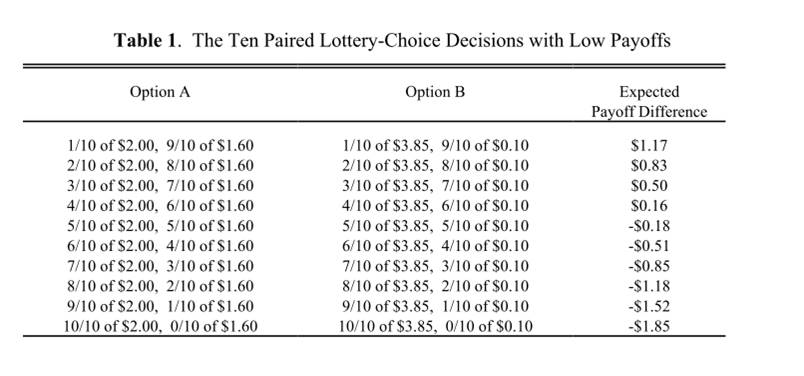 Table 1. The Ten Paired Lottery-Choice Decisions with Low Payoffs
Option A Option B Expected
Payoff Difference
1/10 of $2.00, 9/10 of $1.60 1/10 of $3.85, 9/10 of $0.10 $1.17
2/10 of $2.00, 8/10 of $1.60 2/10 of $3.85, 8/10 of $0.10 $0.83
3/10 of $2.00, 7/10 of $1.60 3/10 of $3.85, 7/10 of $0.10 $0.50
4/10 of $2.00, 6/10 of $1.60 4/10 of $3.85, 6/10 of $0.10 $0.16
5/10 of $2.00, 5/10 of $1.60 5/10 of $3.85, 5/10 of $0.10 -$0.18
6/10 of $2.00, 4/10 of $1.60 6/10 of $3.85, 4/10 of $0.10 -$0.51
7/10 of $2.00, 3/10 of $1.60 7/10 of $3.85, 3/10 of $0.10 -$0.85
8/10 of $2.00, 2/10 of $1.60 8/10 of $3.85, 2/10 of $0.10 -$1.18
9/10 of $2.00, 1/10 of $1.60 9/10 of $3.85, 1/10 of $0.10 -$1.52
10/10 of $2.00, 0/10 of $1.60 10/10 of $3.85, 0/10 of $0.10 -$1.85